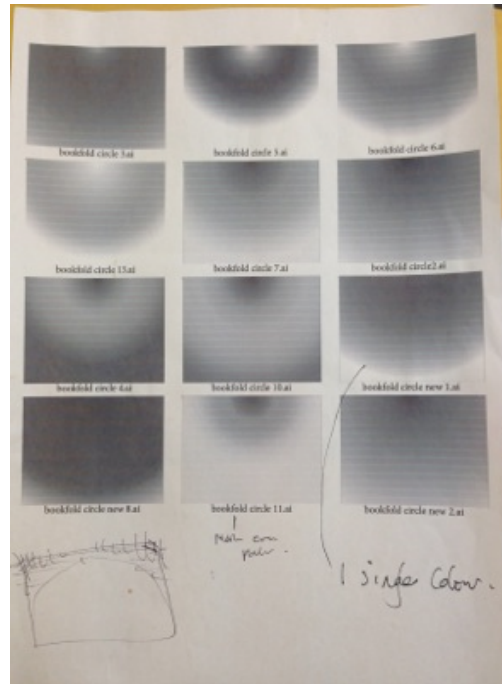 bookfold circle 3.ai
bookfold circle 5.ai
bookfold circle 6.ai
bookfold circle 13.ai
bookfold circle 7.ai
bookfold circle2.ai
bookfold circle 4.ai
bookfold circle 10.ai
bookfold circle new 1.ai
bookfold circle new 8.ai
bookfold circle 11.ai
bookfold circle new 2.ai
1 single Colour.